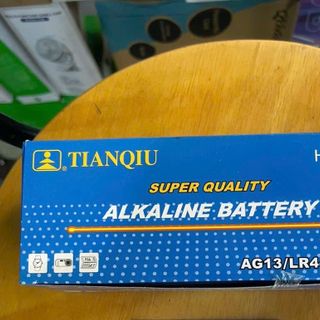 TIANQIU
H
SUPER QUALITY
ALKALINE BATTERY
AG13/LR4